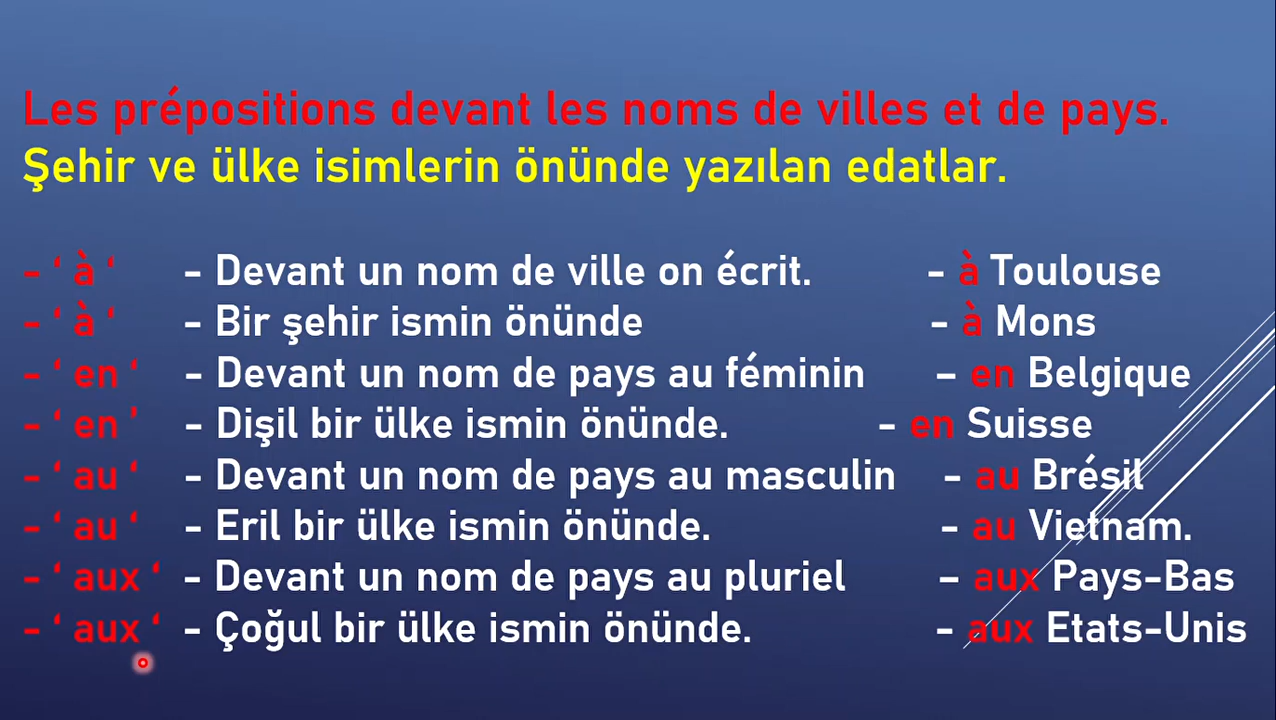 Les prépositions devant les noms de villes et de pays.
Şehir ve ülke isimlerin önünde yazılan edatlar.
- ‘ à ‘ - Devant un nom de ville on écrit. - à Toulouse
- ‘ à ‘ - Bir şehir ismin önünde - à Mons
- ‘ en ‘ - Devant un nom de pays au féminin – en Belgique
- ‘ en ’ - Dişil bir ülke ismin önünde. - en Suisse
- ‘ au ‘ - Devant un nom de pays au masculin - au Brésil
- ‘ au ‘ - Eril bir ülke ismin önünde. - au Vietnam.
- ‘ aux ‘ - Devant un nom de pays au pluriel – aux Pays-Bas
- ‘ aux ‘ - Çoğul bir ülke ismin önünde. - aux Etats-Unis